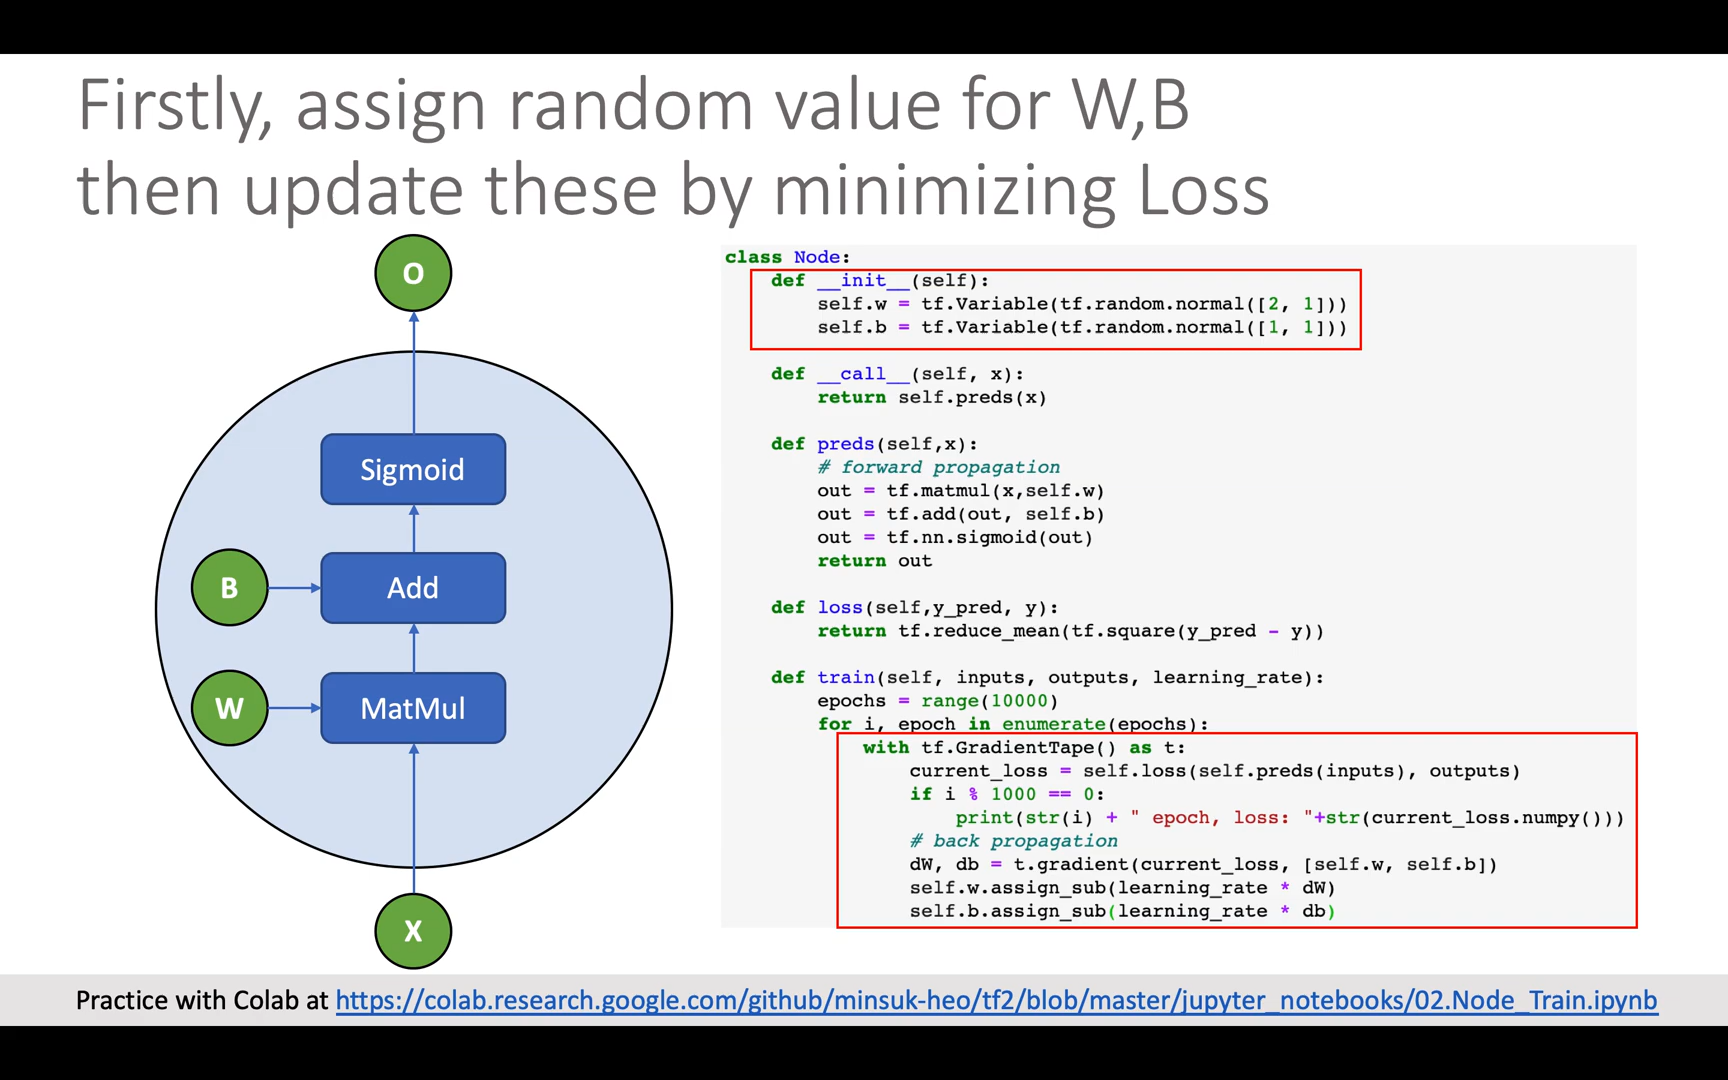 Firstly, assign random value for W,B
then update these by minimizing Loss
O
Sigmoid
B
Add
W
MatMul
X
class Node:
    def __init__(self):
        self.w = tf.Variable(tf.random.normal([2, 1]))
        self.b = tf.Variable(tf.random.normal([1, 1]))
    def __call__(self, x):
        return self.preds(x)
    def preds(self,x):
        # forward propagation
        out = tf.matmul(x,self.w)
        out = tf.add(out, self.b)
        out = tf.nn.sigmoid(out)
        return out
    def loss(self,y_pred, y):
        return tf.reduce_mean(tf.square(y_pred - y))
    def train(self, inputs, outputs, learning_rate):
        epochs = range(10000)
        for i, epoch in enumerate(epochs):
            with tf.GradientTape() as t:
                current_loss = self.loss(self.preds(inputs), outputs)
                if i % 1000 == 0:
                    print(str(i) + " epoch, loss: "+str(current_loss.numpy()))
                # back propagation
                dW, db = t.gradient(current_loss, [self.w, self.b])
                self.w.assign_sub(learning_rate * dW)
                self.b.assign_sub(learning_rate * db)
Practice with Colab at https://colab.research.google.com/github/minsuk-heo/tf2/blob/master/jupyter_notebooks/02.Node_Train.ipynb